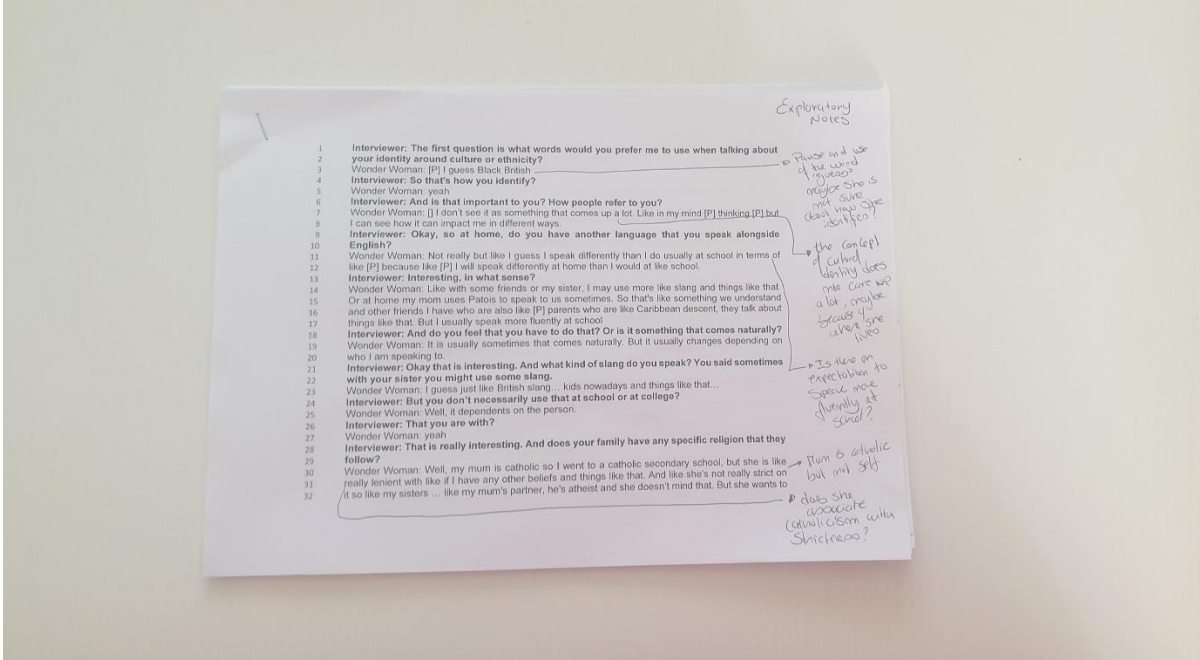 Exploratory
Notes
1 Interviewer: The first question is what words would you prefer me to use when talking about
2 your identity around culture or ethnicity?
3 Wonder Woman: [P] I guess Black British
4 Interviewer: So that's how you identify?
5 Wonder Woman: yeah
6 Interviewer: And is that important to you? How people refer to you?
7 Wonder Woman: [] I don't see it as something that comes up a lot. Like in my mind [P] thinking [P] but
8 I can see how it can impact me in different ways.
9 Interviewer: Okay, so at home, do you have another language that you speak alongside
10 English?
11 Wonder Woman: Not really but like I guess I speak differently than I do usually at school in terms of
12 like [P] because like [P] I will speak differently at home than I would at like school.
13 Interviewer: Interesting, in what sense?
14 Wonder Woman: Like with some friends or my sister, I may use more like slang and things like that.
15 Or at home my mom uses Patois to speak to us sometimes. So that's like something we understand
16 and other friends I have who are also like [P] parents who are like Caribbean descent, they talk about
17 things like that. But I usually speak more fluently at school
18 Interviewer: And do you feel that you have to do that? Or is it something that comes naturally?
19 Wonder Woman: It is usually sometimes that comes naturally. But it usually changes depending on
20 who I am speaking to.
21 Interviewer: Okay that is interesting. And what kind of slang do you speak? You said sometimes
22 with your sister you might use some slang.
23 Wonder Woman: I guess just like British slang... kids nowadays and things like that...
24 Interviewer: But you don't necessarily use that at school or at college?
25 Wonder Woman: Well, it dependents on the person.
26 Interviewer: That you are with?
27 Wonder Woman: yeah
28 Interviewer: That is really interesting. And does your family have any specific religion that they
29 follow?
30 Wonder Woman: Well, my mum is catholic so I went to a catholic secondary school, but she is like
31 really lenient with like if I have any other beliefs and things like that. And like she's not really strict on
32 it so like my sisters ... like my mum's partner, he's atheist and she doesn't mind that. But she wants to
Pause and use
of the word
'guess'
maybe she is
not sure
about how she
identifies?
the concept
of
identity does
come up
a lot, maybe
because of
where she
lives
Is there an
expectation to
speak more
fluently at
school?
Mum is catholic
but not self
does she
associate
Catholicism with
Strictness?